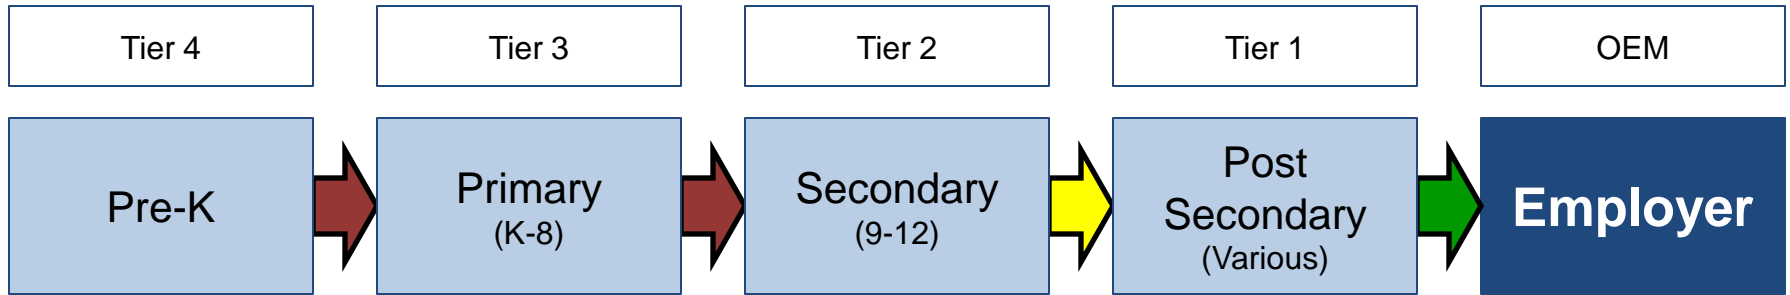 Tier 4
Tier 3
Tier 2
Tier 1
OEM
Pre-K
Primary
(K-8)
Secondary
(9-12)
Post
Secondary
(Various)
Employer